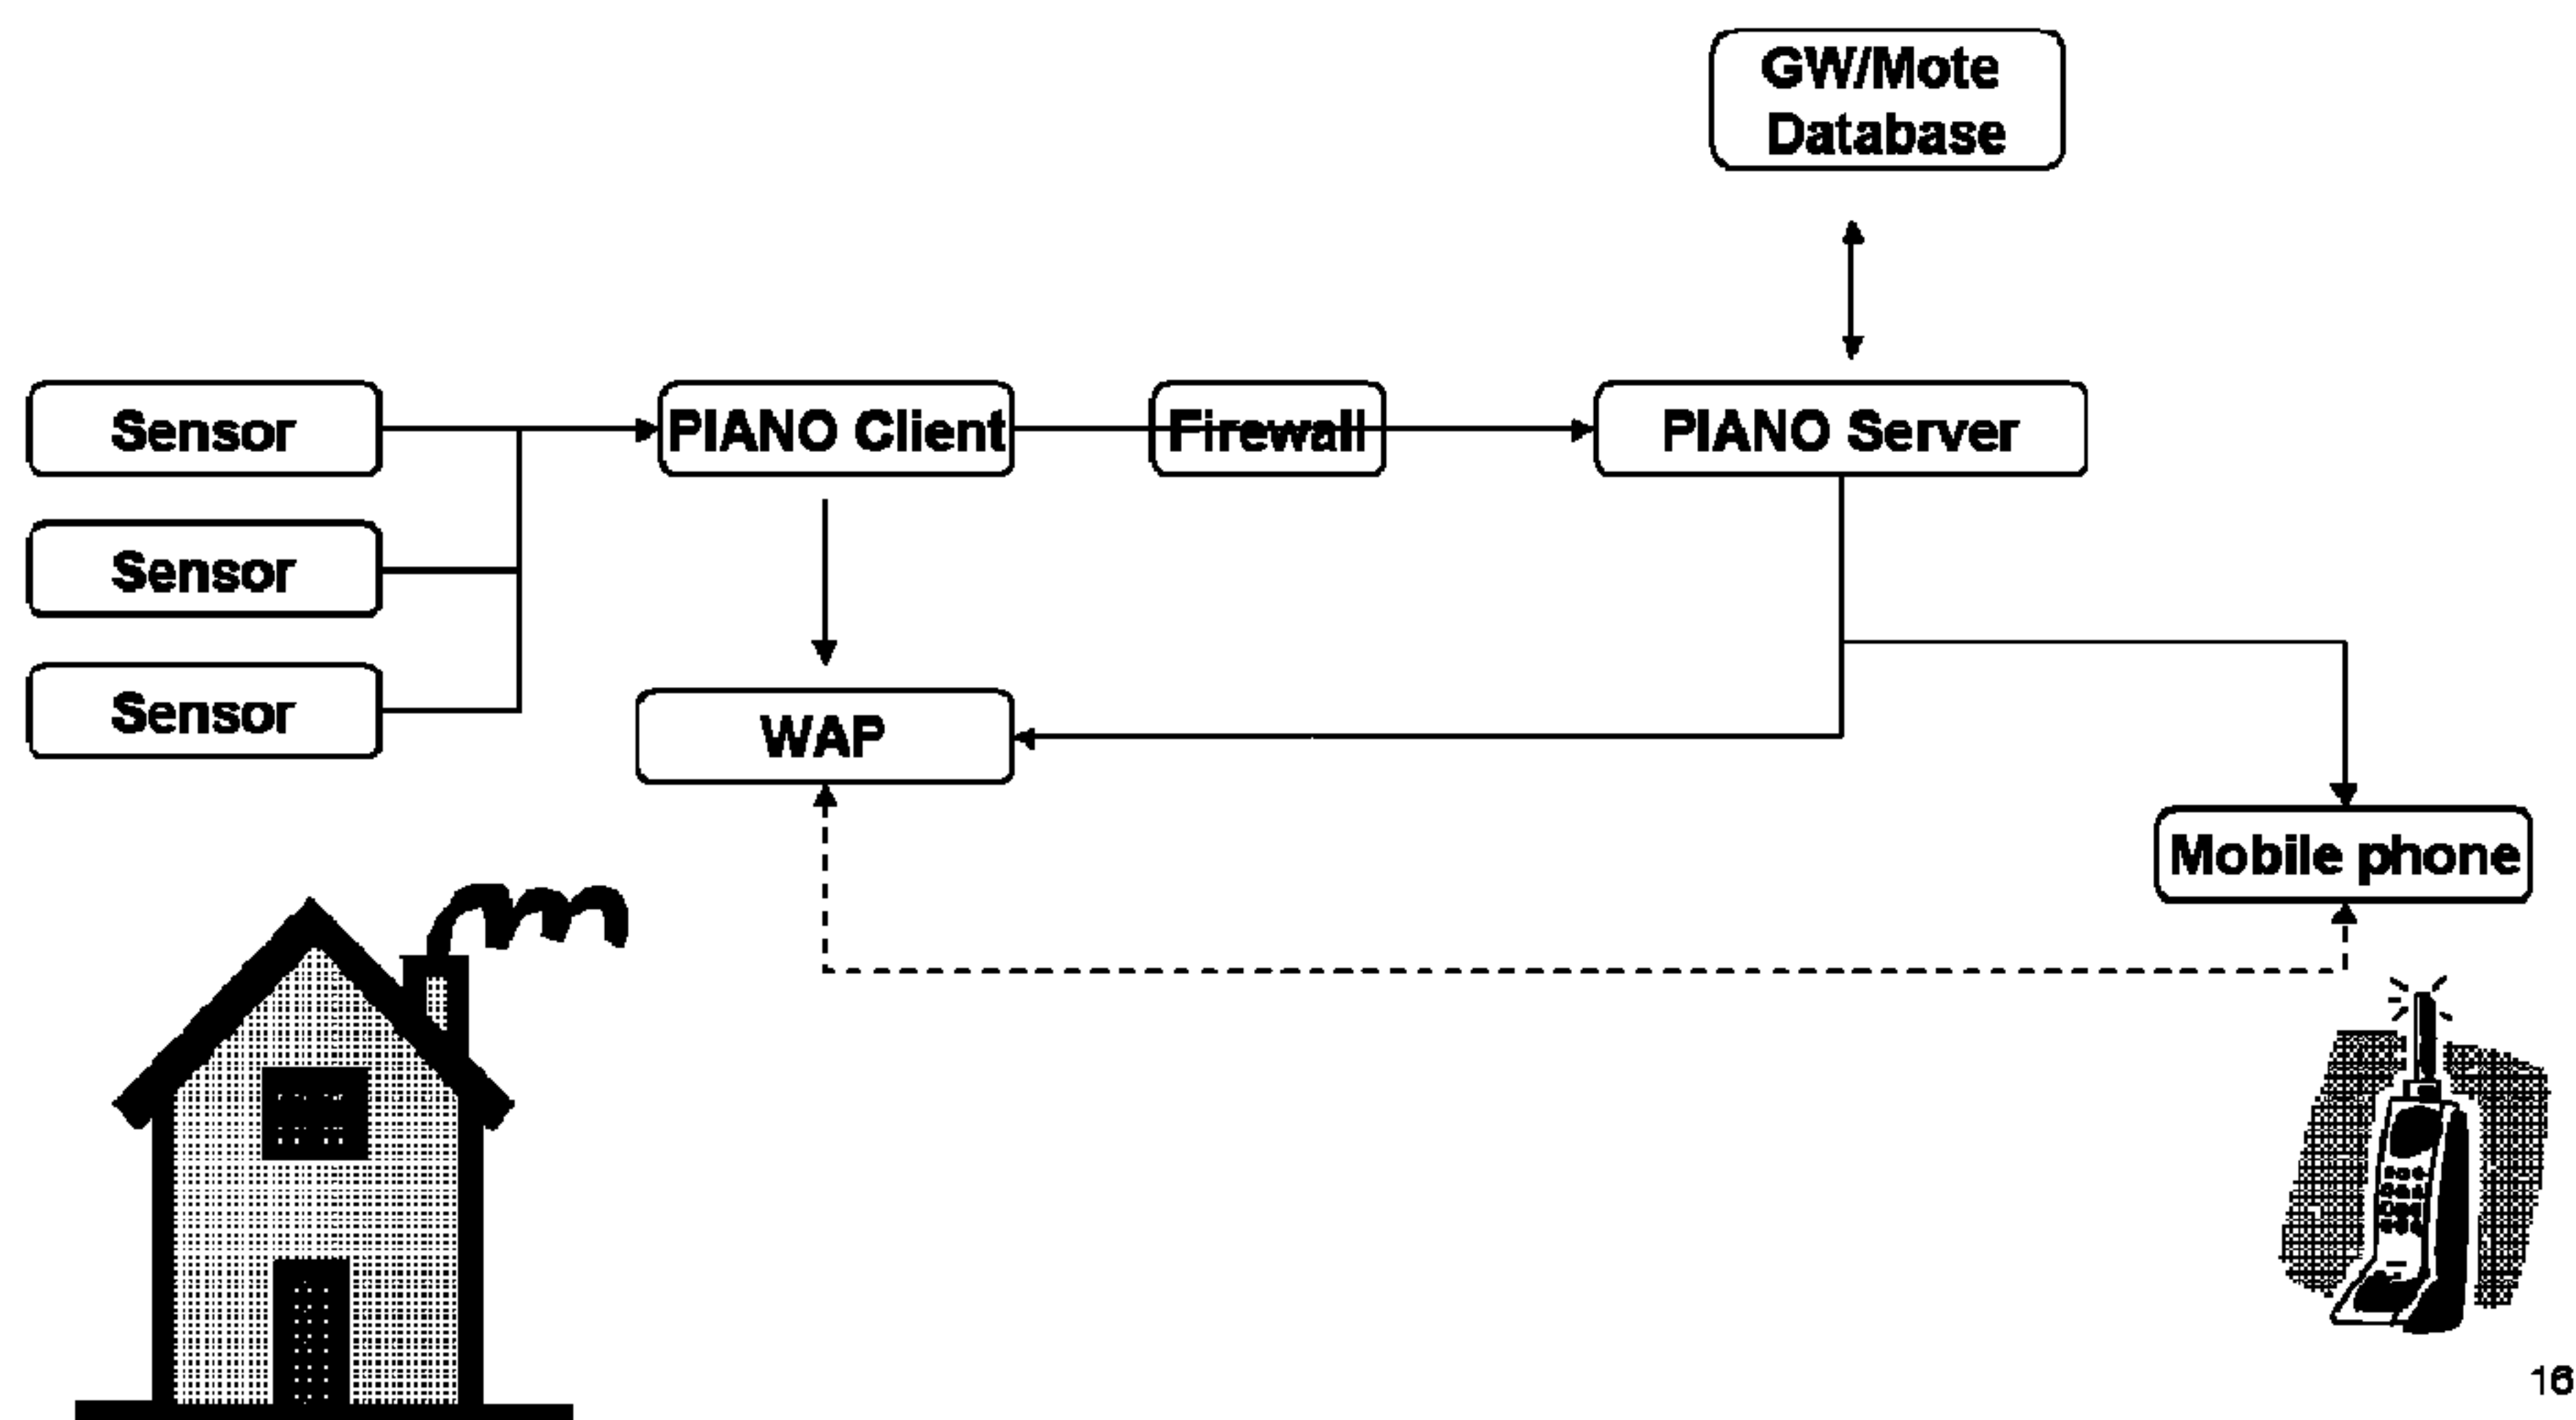 GW/Mote
Database
Sensor
PIANO Client
Firewall
PIANO Server
Sensor
Sensor
WAP
Mobile phone
16